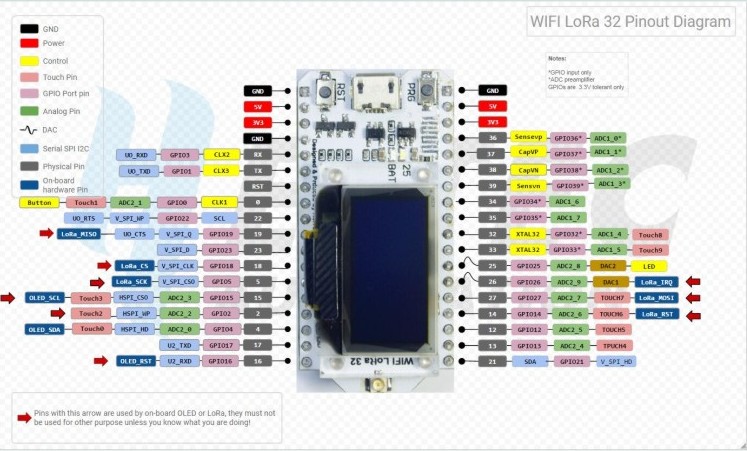 WIFI LoRa 32 Pinout Diagram
GND
Power
Control
Touch Pin
GPIO Port pin
Analog Pin
DAC
Serial SPI I2C
Physical Pin
On-board
hardware Pin
Notes:
*GPIO input only
*ADC preamplifier
GPIOs are 3.3V tolerant only
GND
5V
3V3
GND
UO_RXD GPIO3 CLX2 RX
UO_TXD GPIO1 CLX3 TX
RST
Button Touch1 ADC2_1 GPIO0 CLK1 0
UO_RTS V_SPI_WP GPIO22 SCL 22
LoRa_MISO UO_CTS V_SPI_Q GPIO19 19
V_SPI_D GPIO23 23
LoRa_CS V_SPI_CLK GPIO18 18
LoRa_SCK V_SPI_CSO GPIO5 5
OLED_SCL Touch3 HSPI_CSO ADC2_3 GPIO15 15
Touch2 HSPI_WP ADC2_2 GPIO2 2
OLED_SDA Touch0 HSPI_HD ADC2_0 GPIO4 4
U2_TXD GPIO17 17
OLED_RST U2_RXD GPIO16 16
RST
PRG
25
BAT
WIFI LoRa 32
GND
5V
3V3
36 Sensevp GPIO36* ADC1_0*
37 CapVP GPIO37* ADC1_1*
38 CapVN GPIO38* ADC1_2*
39 Sensvn GPIO39* ADC1_3*
34 GPIO34* ADC1_6
35 GPIO35* ADC1_7
32 XTAL32 GPIO32* ADC1_4 Touch8
33 XTAL32 GPIO33* ADC1_5 Touch9
25 GPIO25 ADC2_8 DAC2 LED
26 GPIO26 ADC2_9 DAC1 LoRa_IRQ
27 GPIO27 ADC2_7 TOUCH7 LoRa_MOSI
14 GPIO14 ADC2_6 TOUCH6 LoRa_RST
12 GPIO12 ADC2_5 TOUCH5
13 GPIO13 ADC2_4 TPUCH4
21 SDA GPIO21 V_SPI_HD
Pins with this arrow are used by on-board OLED or LoRa, they must not
be used for other purpose unless you know what you are doing!